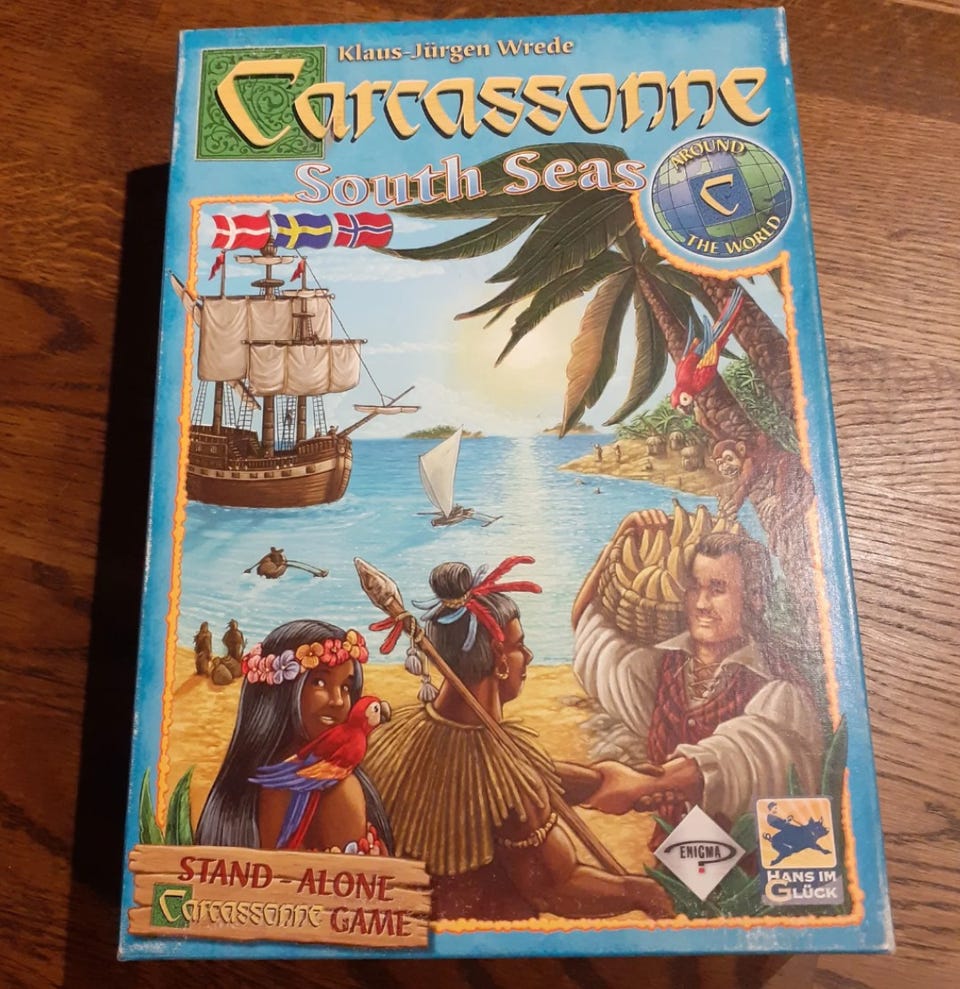 Klaus-Jürgen Wrede
Carcassonne
South Seas
AROUND
C
THE WORLD
STAND-ALONE
Carcassonne GAME
ENIGMA
HANS IM
GLÜCK